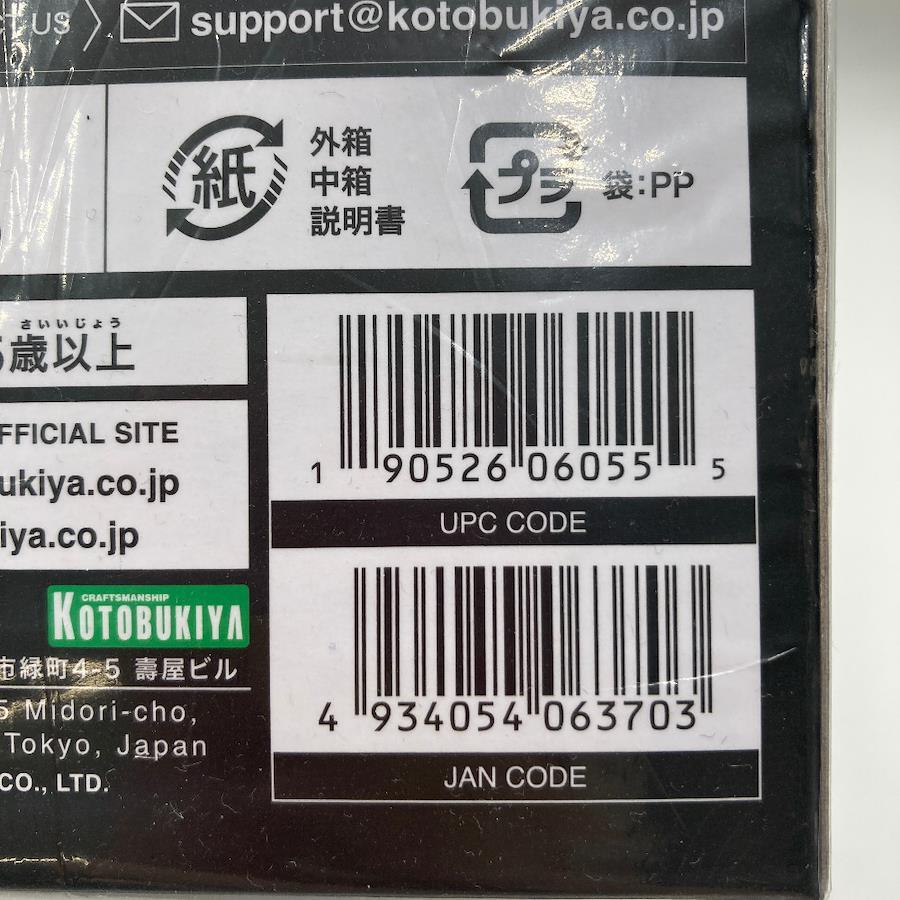 CT US
support@kotobukiya.co.jp
紙
外箱
中箱
説明書
プラ
袋:PP
さいいじょう
歳以上
FFICIAL SITE
ukiya.co.jp
iya.co.jp
1 90526 06055 5
UPC CODE
4 934054 063703
JAN CODE
CRAFTSMANSHIP
KOTOBUKIYA
市緑町4-5 壽屋ビル
5 Midori-cho,
Tokyo, Japan
CO., LTD.